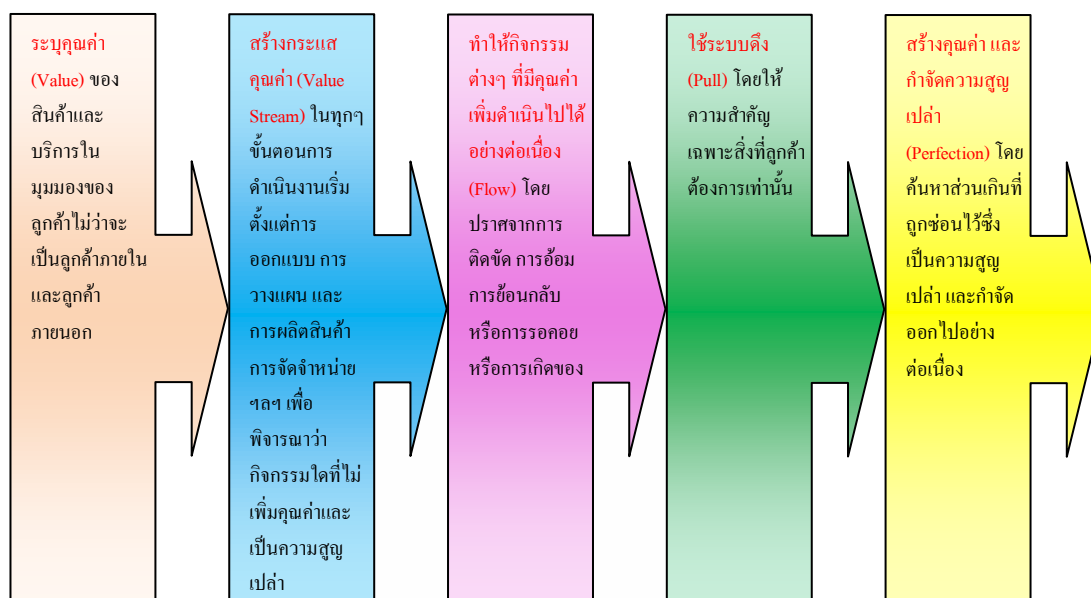 ระบุคุณค่า
(Value) ของ
สินค้าและ
บริการใน
มุมมองของ
ลูกค้าไม่ว่าจะ
เป็นลูกค้าภายใน
และลูกค้า
ภายนอก
สร้างกระแส
คุณค่า (Value
Stream) ในทุกๆ
ขั้นตอนการ
ดำเนินงานเริ่ม
ตั้งแต่การ
ออกแบบ การ
วางแผน และ
การผลิตสินค้า
การจัดจำหน่าย
ฯลฯ เพื่อ
พิจารณาว่า
กิจกรรมใดที่ไม่
เพิ่มคุณค่าและ
เป็นความสูญ
เปล่า
ทำให้กิจกรรม
ต่างๆ ที่มีคุณค่า
เพิ่มดำเนินไปได้
อย่างต่อเนื่อง
(Flow) โดย
ปราศจากการ
ติดขัด การอ้อม
การย้อนกลับ
หรือการรอคอย
หรือการเกิดของ
ใช้ระบบดึง
(Pull) โดยให้
ความสำคัญ
เฉพาะสิ่งที่ลูกค้า
ต้องการเท่านั้น
สร้างคุณค่า และ
กำจัดความสูญ
เปล่า
(Perfection) โดย
ค้นหาส่วนเกินที่
ถูกซ่อนไว้ซึ่ง
เป็นความสูญ
เปล่า และกำจัด
ออกไปอย่าง
ต่อเนื่อง